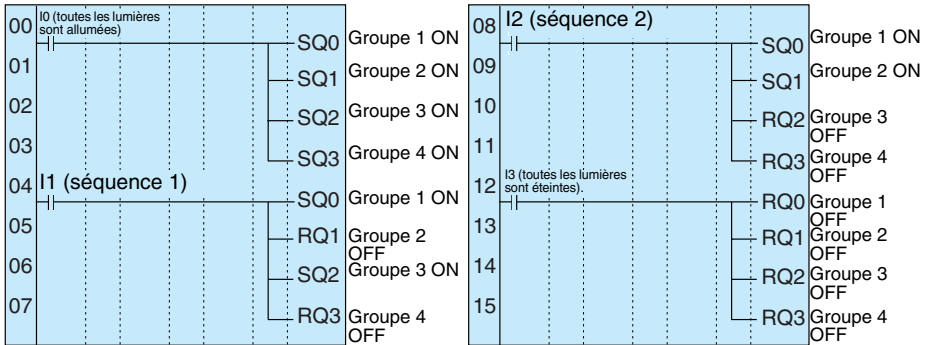 00
I0 (toutes les lumières
sont allumées)
SQ0 Groupe 1 ON
01
SQ1 Groupe 2 ON
02
SQ2 Groupe 3 ON
03
SQ3 Groupe 4 ON
04
I1 (séquence 1)
SQ0 Groupe 1 ON
05
RQ1 Groupe 2
OFF
06
SQ2 Groupe 3 ON
07
RQ3 Groupe 4
OFF
08
I2 (séquence 2)
SQ0 Groupe 1 ON
09
SQ1 Groupe 2 ON
10
RQ2 Groupe 3
OFF
11
RQ3 Groupe 4
OFF
12
I3 (toutes les lumières
sont éteintes).
RQ0 Groupe 1
OFF
13
RQ1 Groupe 2
OFF
14
RQ2 Groupe 3
OFF
15
RQ3 Groupe 4
OFF